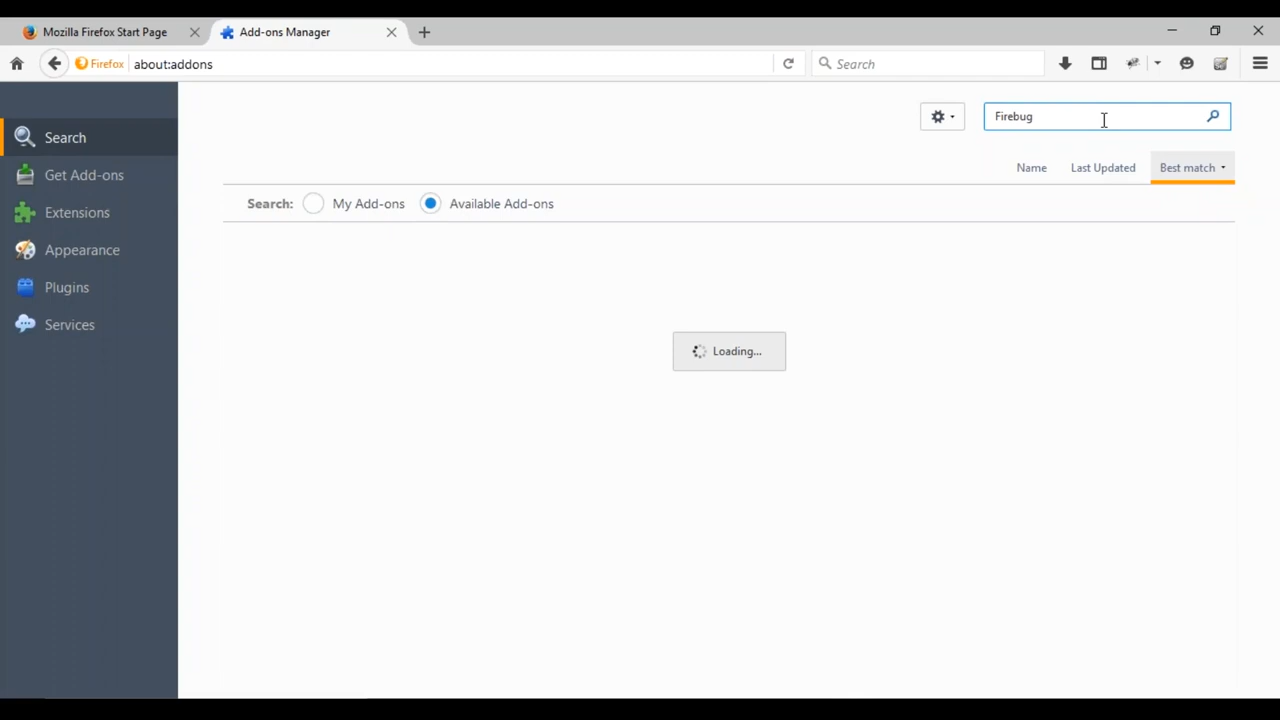 Mozilla Firefox Start Page
Add-ons Manager
Firefox
about:addons
Search
Firebug
Name
Last Updated
Best match
Search: My Add-ons Available Add-ons
Search
Get Add-ons
Extensions
Appearance
Plugins
Services
Loading...